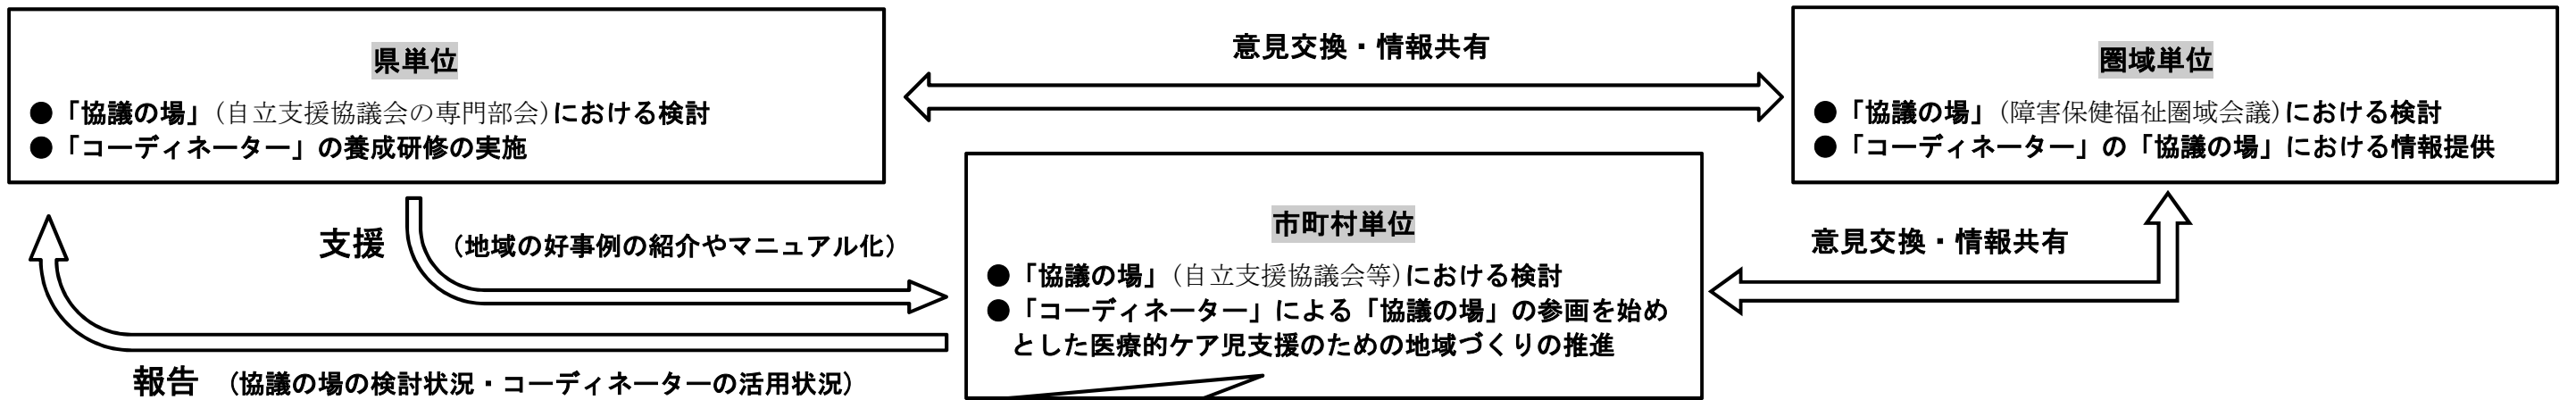 県単位
●「協議の場」（自立支援協議会の専門部会）における検討
●「コーディネーター」の養成研修の実施
意見交換・情報共有
圏域単位
●「協議の場」（障害保健福祉圏域会議）における検討
●「コーディネーター」の「協議の場」における情報提供
支援　（地域の好事例の紹介やマニュアル化）
市町村単位
●「協議の場」（自立支援協議会等）における検討
●「コーディネーター」による「協議の場」の参画を始め
とした医療的ケア児支援のための地域づくりの推進
意見交換・情報共有
報告　（協議の場の検討状況・コーディネーターの活用状況）